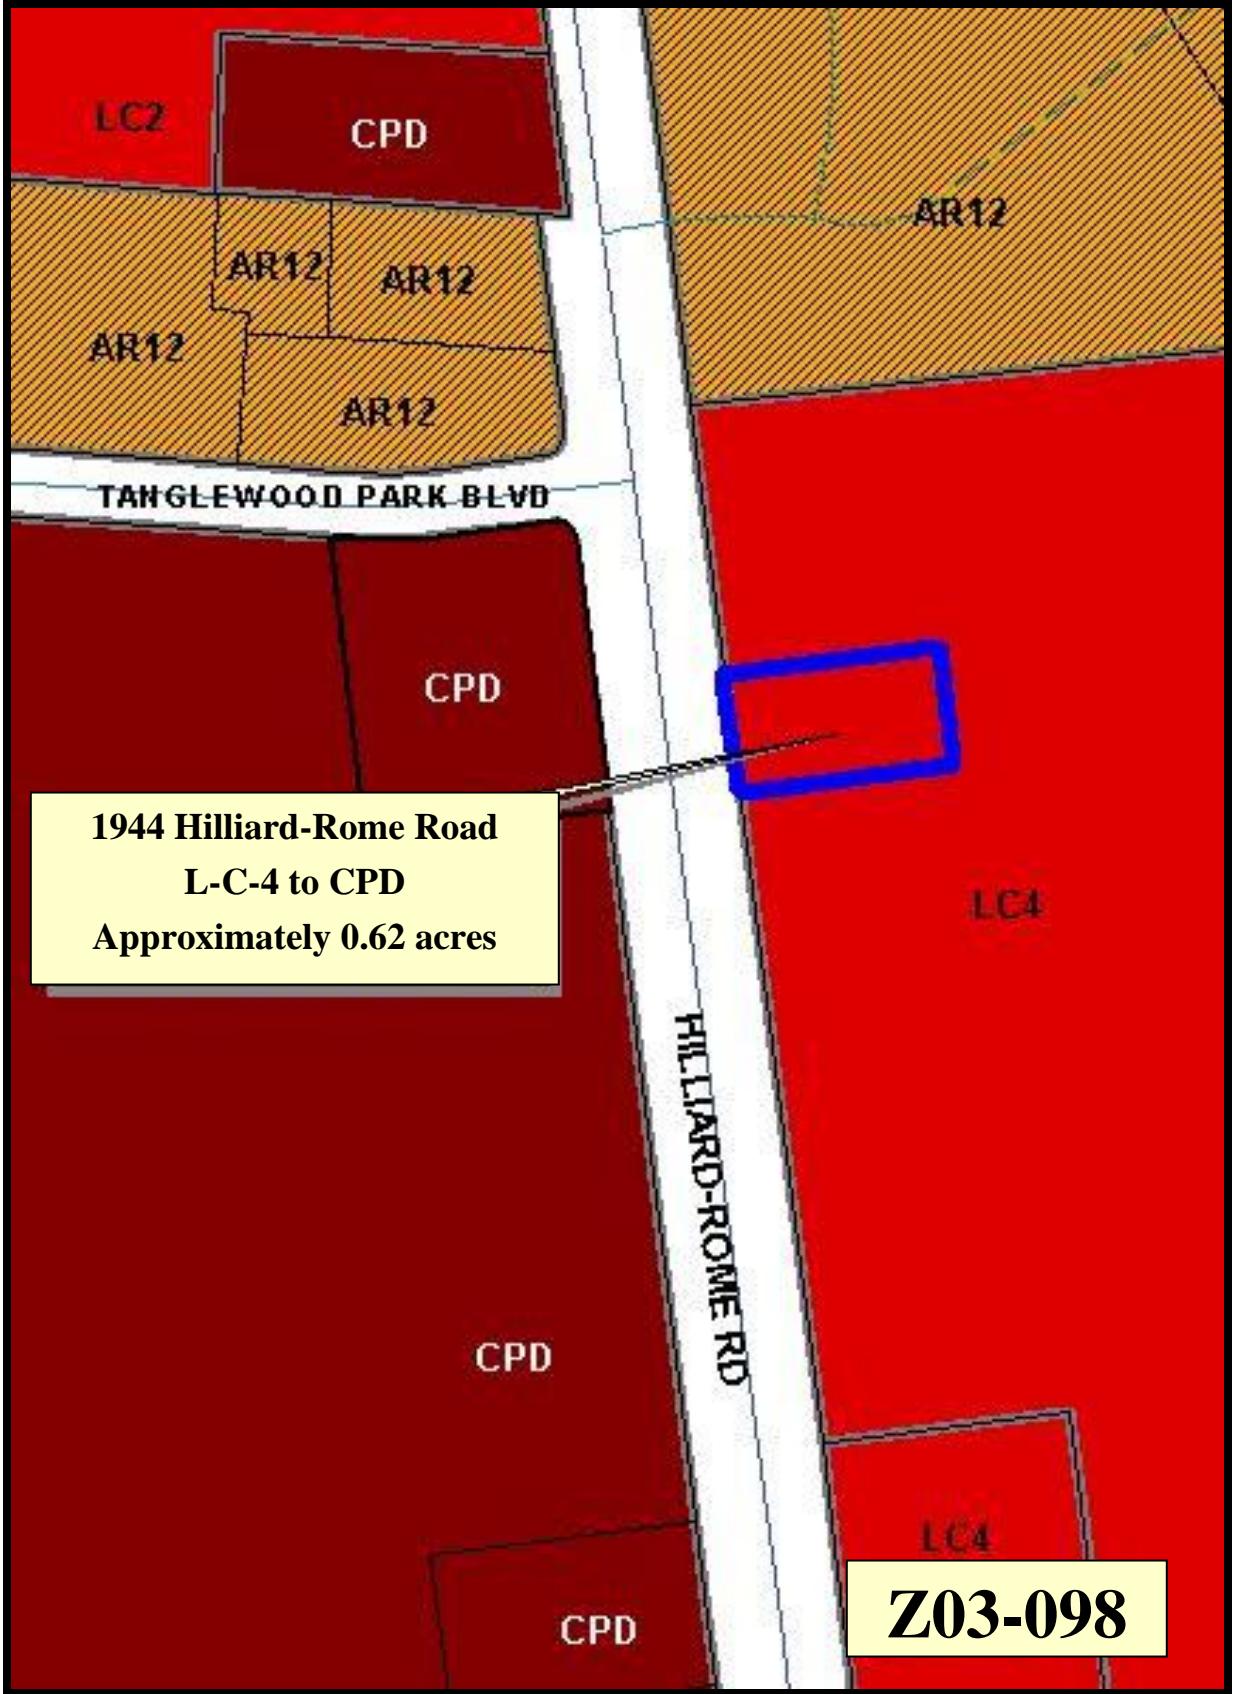 LC2
CPD
AR12
AR12
AR12
AR12
AR12
TANGLEWOOD PARK BLVD
CPD
1944 Hilliard-Rome Road
L-C-4 to CPD
Approximately 0.62 acres
LC4
HILLIARD-ROME RD
CPD
LC4
Z03-098
CPD